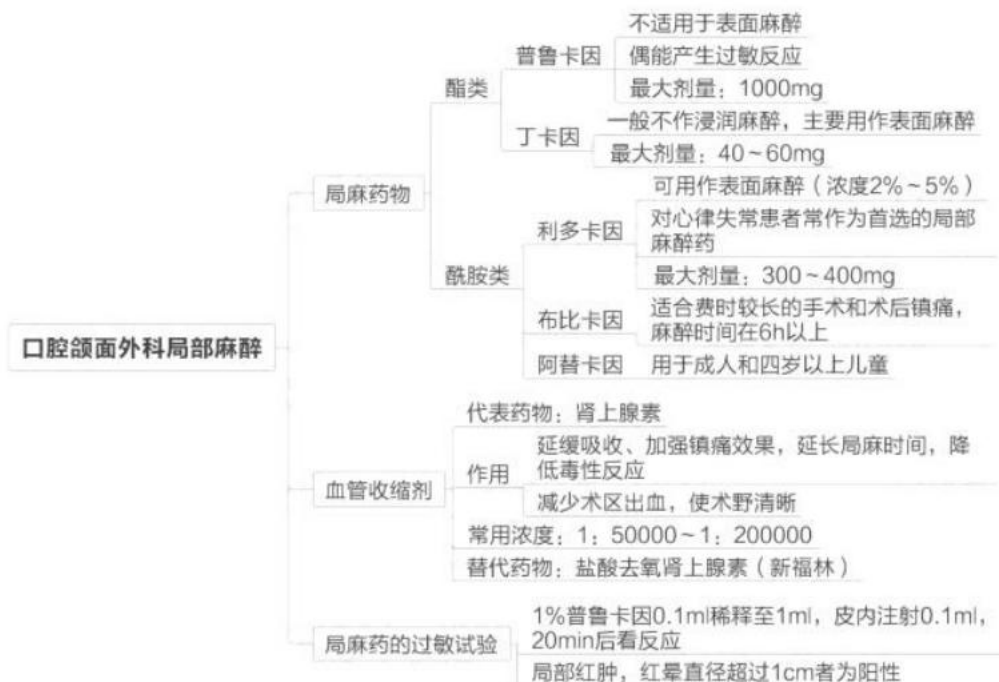 不适用于表面麻醉
普鲁卡因
偶能产生过敏反应
酯类
最大剂量：1000mg
一般不作浸润麻醉，主要用作表面麻醉
丁卡因
最大剂量：40～60mg
局麻药物
可用作表面麻醉（浓度2%～5%）
利多卡因
对心律失常患者常作为首选的局部
麻醉药
最大剂量：300～400mg
酰胺类
布比卡因
适合费时较长的手术和术后镇痛，
麻醉时间在6h以上
阿替卡因
用于成人和四岁以上儿童
口腔颌面外科局部麻醉
代表药物：肾上腺素
延缓吸收、加强镇痛效果，延长局麻时间，降
低毒性反应
作用
减少术区出血，使术野清晰
血管收缩剂
常用浓度：1：50000～1：200000
替代药物：盐酸去氧肾上腺素（新福林）
局麻药的过敏试验
1%普鲁卡因0.1ml稀释至1ml，皮内注射0.1ml，
20min后看反应
局部红肿，红晕直径超过1cm者为阳性